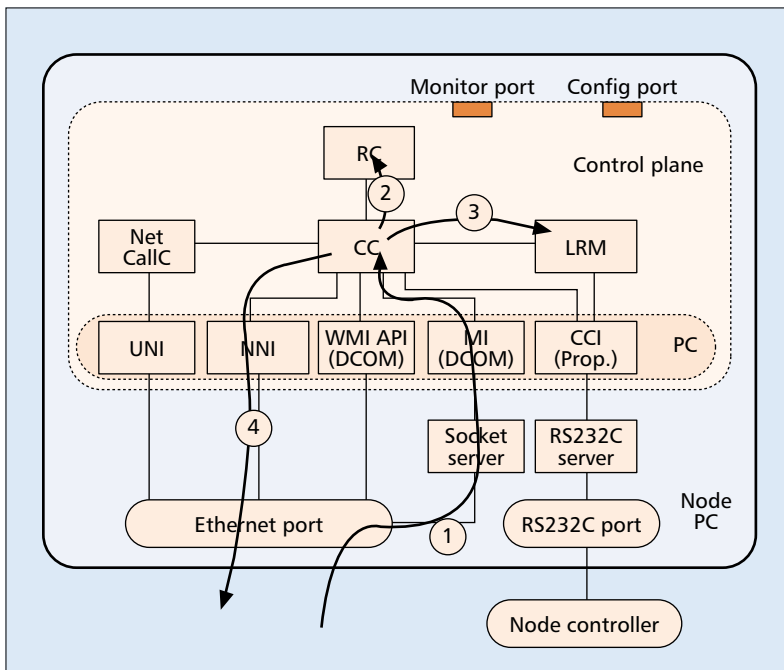 Monitor port
Config port
RC
Control plane
2
3
Net
CallC
CC
LRM
UNI
NNI
WMI API
(DCOM)
MI
(DCOM)
CCI
(Prop.)
PC
4
Socket
server
RS232C
server
Ethernet port
1
RS232C port
Node
PC
Node controller